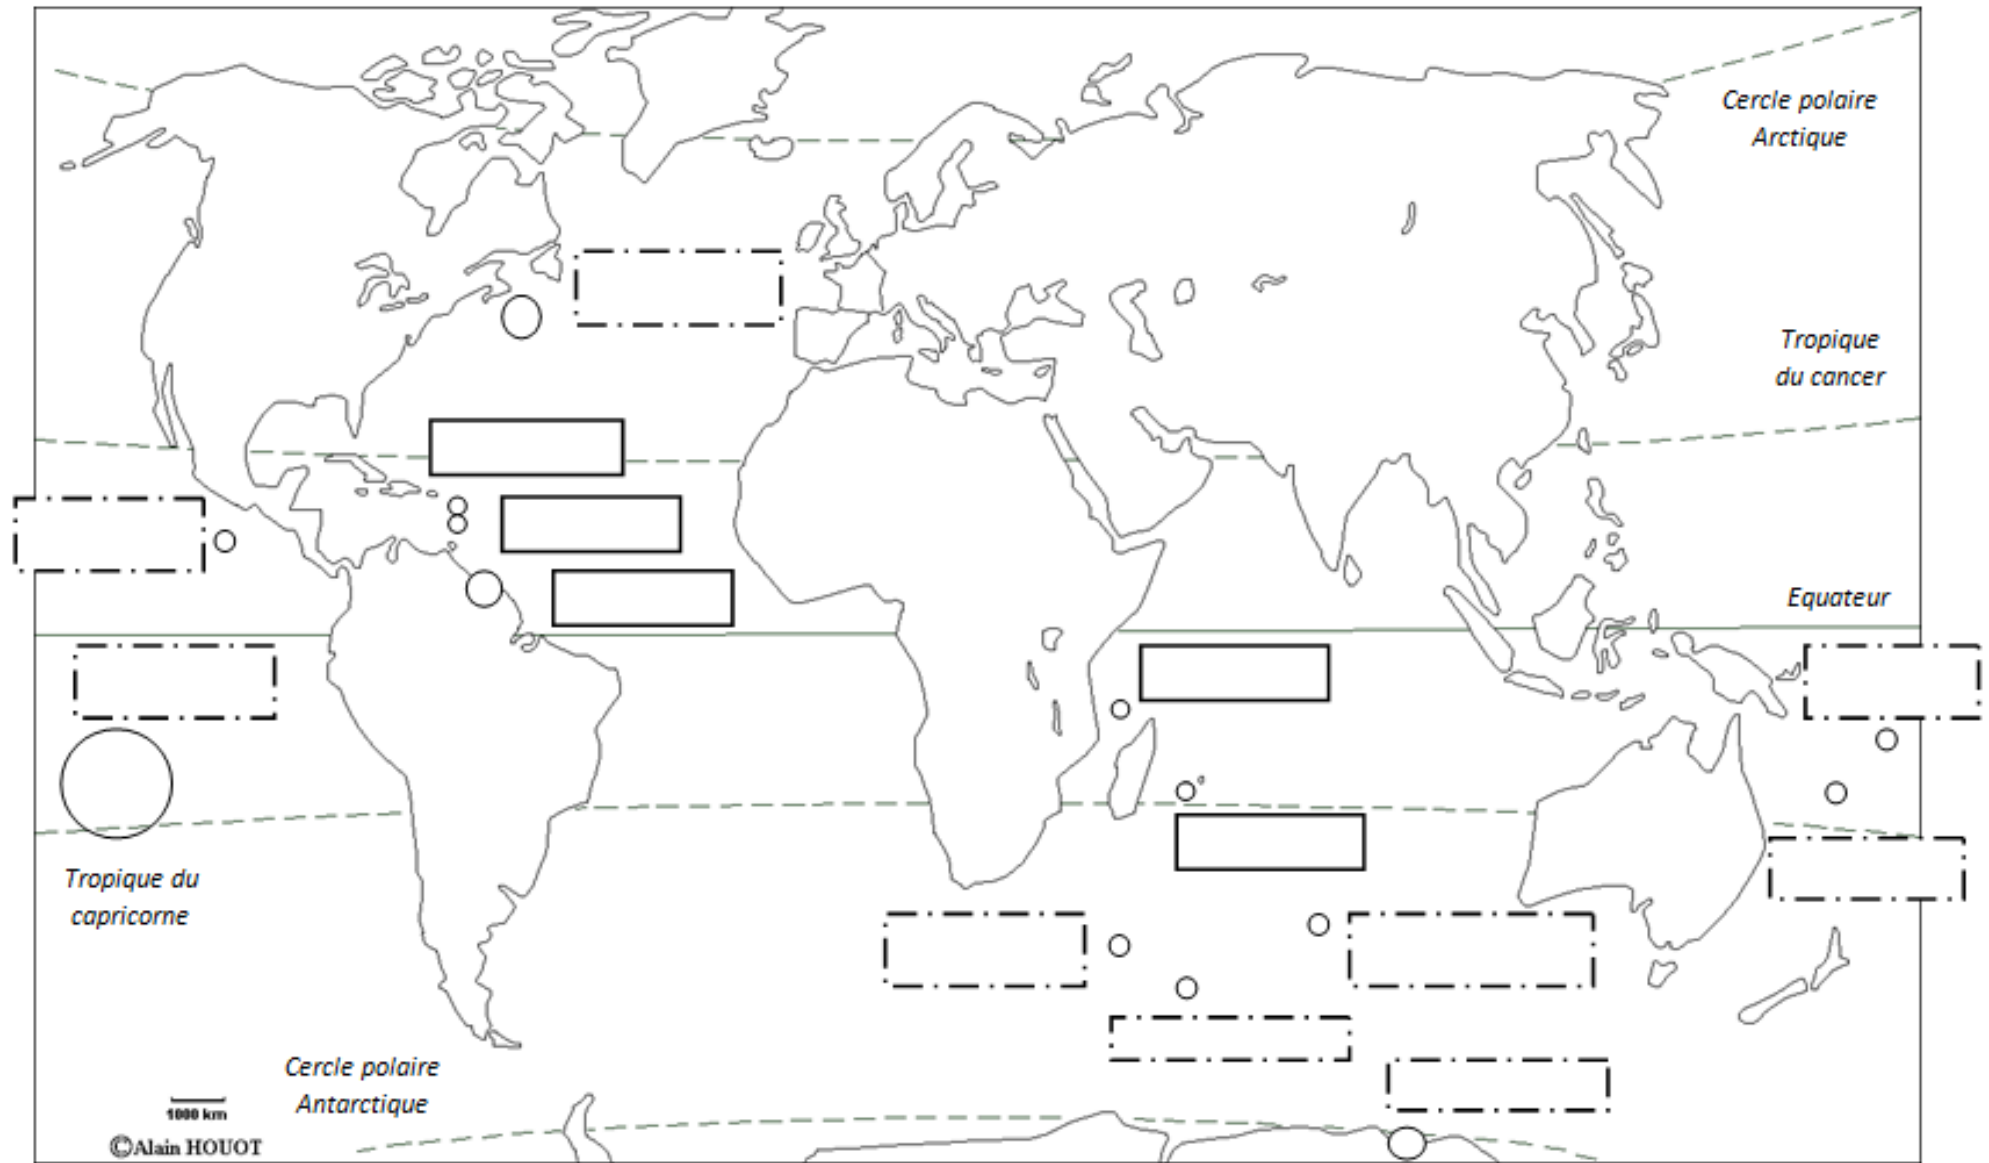 Cercle polaire
Arctique
Tropique
du cancer
Equateur
Tropique du
capricorne
Cercle polaire
Antarctique
1000 km
©Alain HOUOT